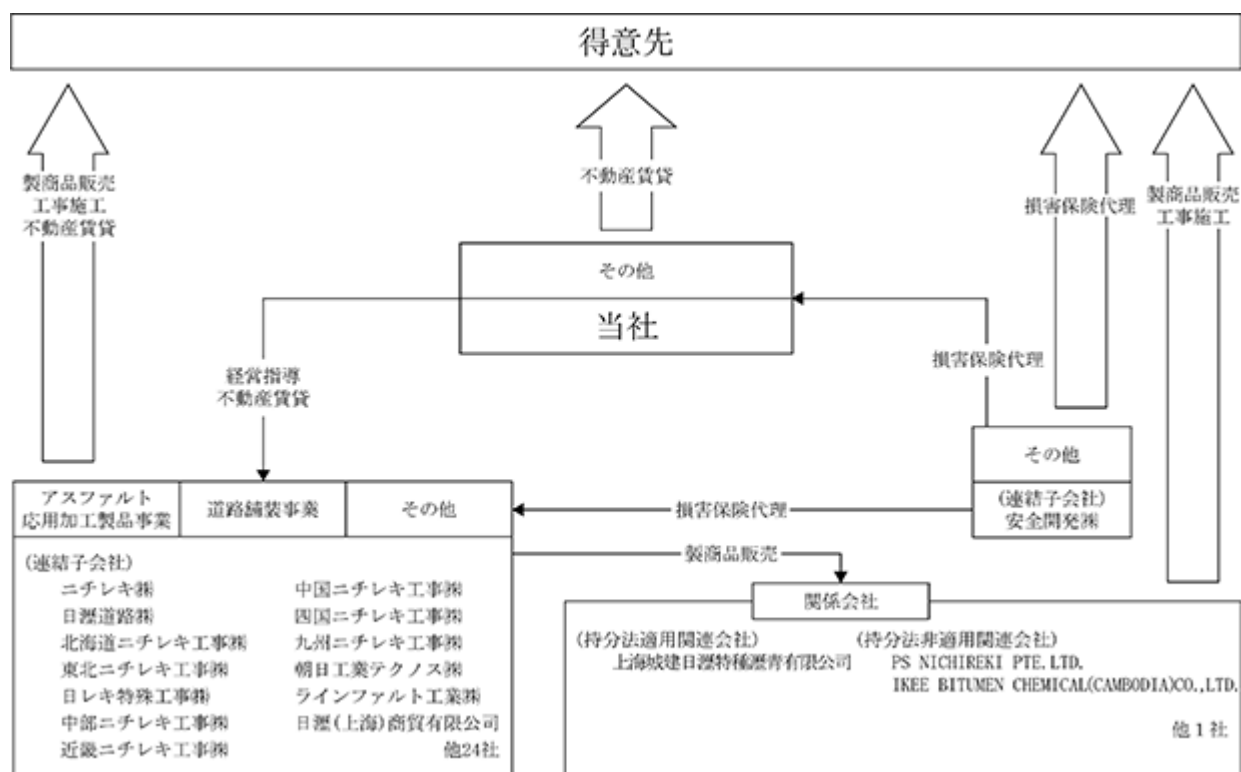 得意先
製商品販売
工事施工
不動産賃貸
不動産賃貸
損害保険代理
製商品販売
工事施工
その他
当社
経営指導
不動産賃貸
損害保険代理
その他
(連結子会社)
安全開発㈱
アスファルト
応用加工製品事業
道路舗装事業
その他
損害保険代理
製商品販売
(連結子会社)
ニチレキ㈱
日瀝道路㈱
北海道ニチレキ工事㈱
東北ニチレキ工事㈱
日レキ特殊工事㈱
中部ニチレキ工事㈱
近畿ニチレキ工事㈱
中国ニチレキ工事㈱
四国ニチレキ工事㈱
九州ニチレキ工事㈱
朝日工業テクノス㈱
ラインファルト工業㈱
日瀝(上海)商貿有限公司
他24社
関係会社
(持分法適用関連会社)
上海城建日瀝特種瀝青有限公司
(持分法非適用関連会社)
PS NICHIREKI PTE. LTD.
IKEE BITUMEN CHEMICAL(CAMBODIA)CO.,LTD.
他1社